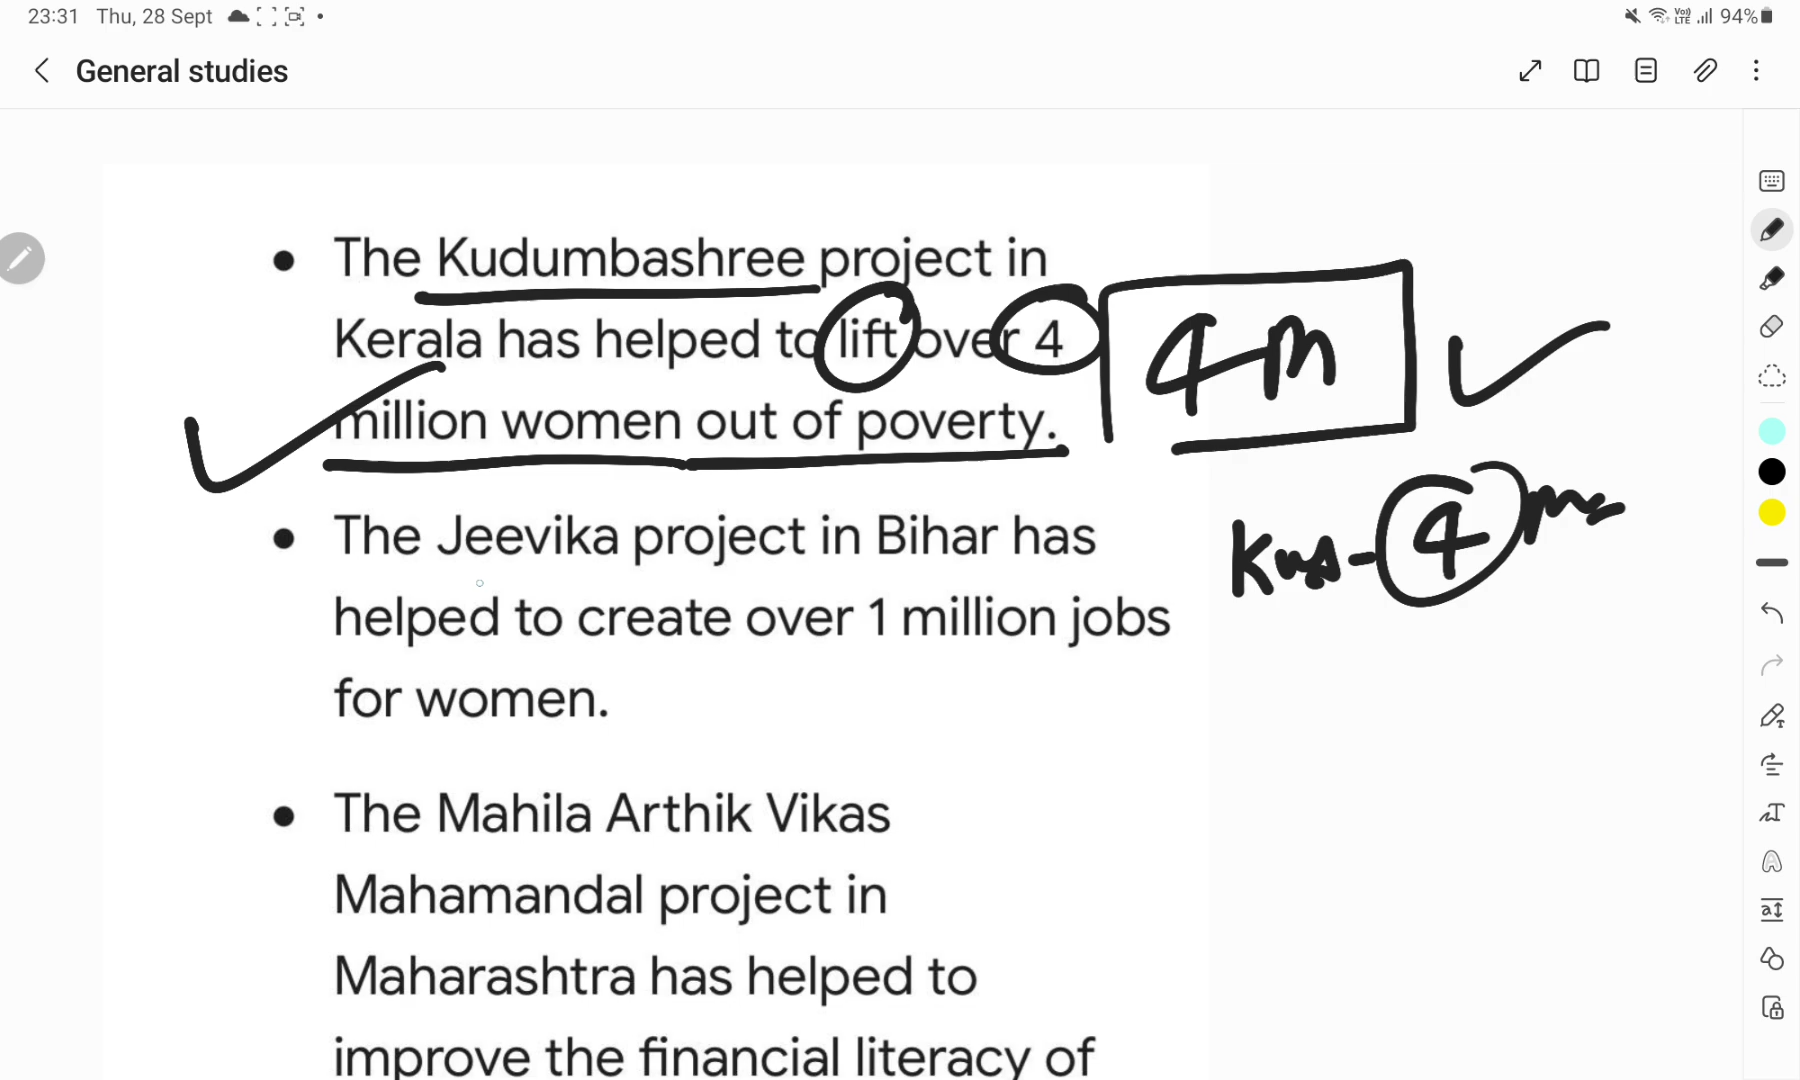 23:31 Thu, 28 Sept
94%
General studies
• The Kudumbashree project in
Kerala has helped to lift over 4
million women out of poverty.
4m
• The Jeevika project in Bihar has
helped to create over 1 million jobs
for women.
4
• The Mahila Arthik Vikas
Mahamandal project in
Maharashtra has helped to
improve the financial literacy of